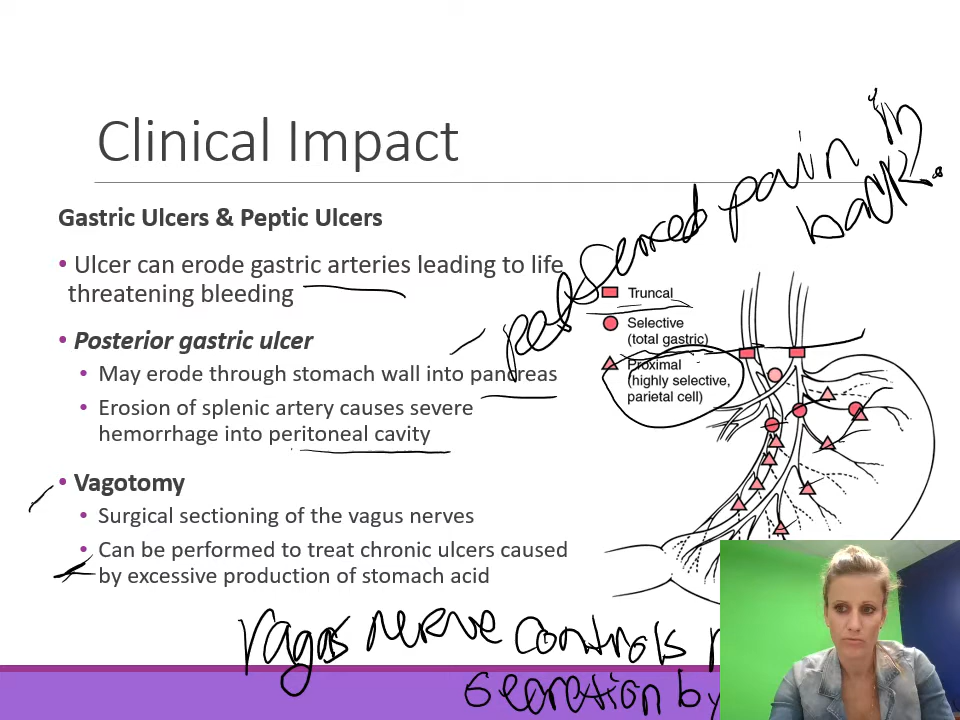 Clinical Impact
Gastric Ulcers & Peptic Ulcers
• Ulcer can erode gastric arteries leading to life
threatening bleeding
• Posterior gastric ulcer
• May erode through stomach wall into pancreas
• Erosion of splenic artery causes severe
hemorrhage into peritoneal cavity
• Vagotomy
• Surgical sectioning of the vagus nerves
• Can be performed to treat chronic ulcers caused
by excessive production of stomach acid
pain in
back?
Truncal
Selective
(total gastric)
Proximal
(highly selective,
parietal cell)
Vagus nerve controls
secretion by